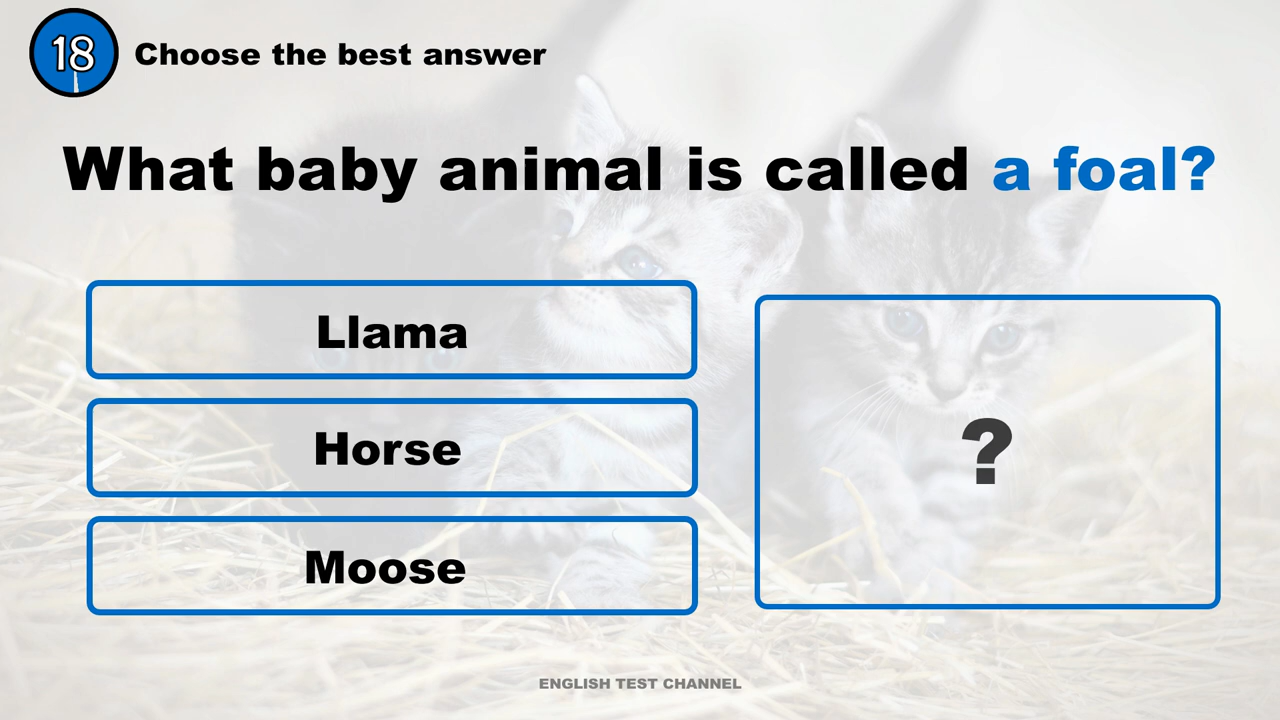 18
Choose the best answer
What baby animal is called a foal?
Llama
Horse
Moose
?
ENGLISH TEST CHANNEL